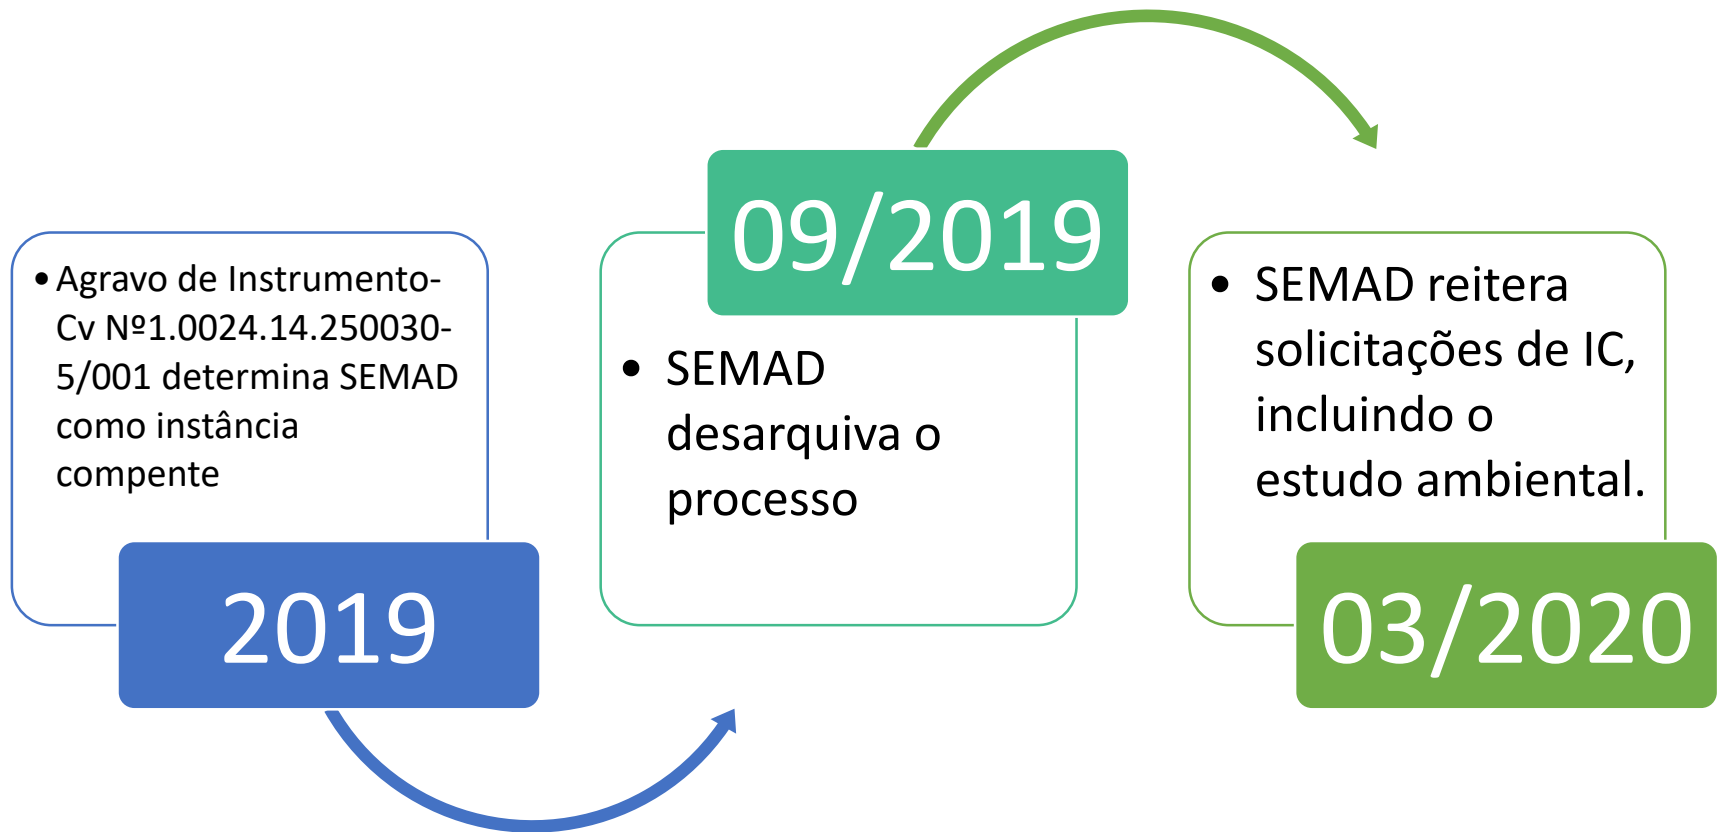 • Agravo de Instrumento-
Cv Nº1.0024.14.250030-
5/001 determina SEMAD
como instância
compente
2019
09/2019
• SEMAD
desarquiva o
processo
• SEMAD reitera
solicitações de IC,
incluindo o
estudo ambiental.
03/2020